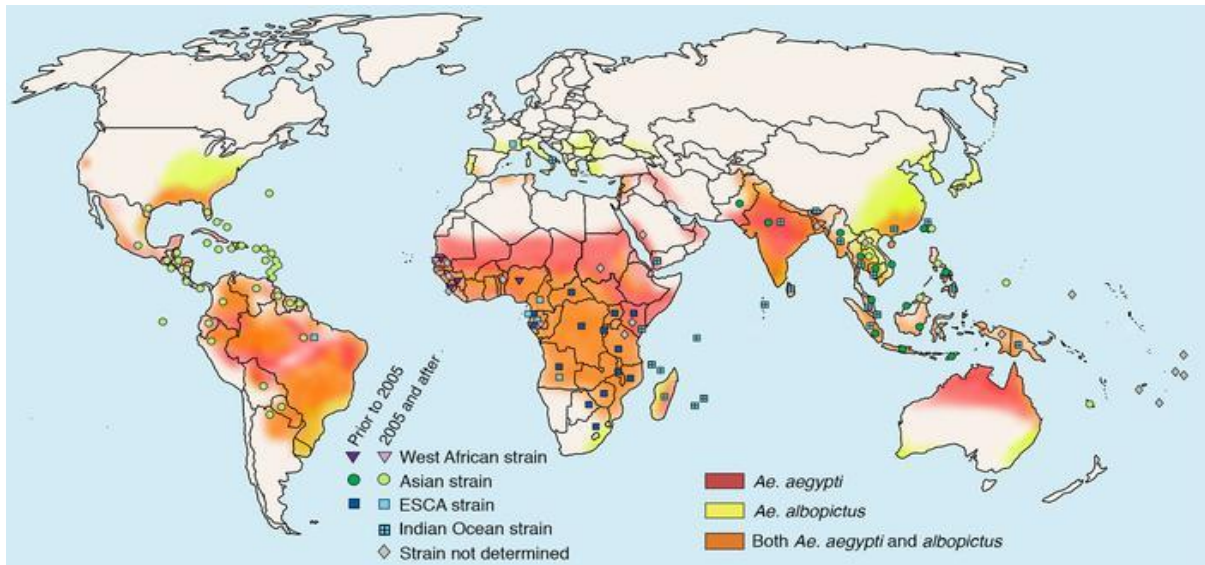 Prior to 2005
2005 and after
West African strain
Asian strain
ESCA strain
Indian Ocean strain
Strain not determined
Ae. aegypti
Ae. albopictus
Both Ae. aegypti and albopictus